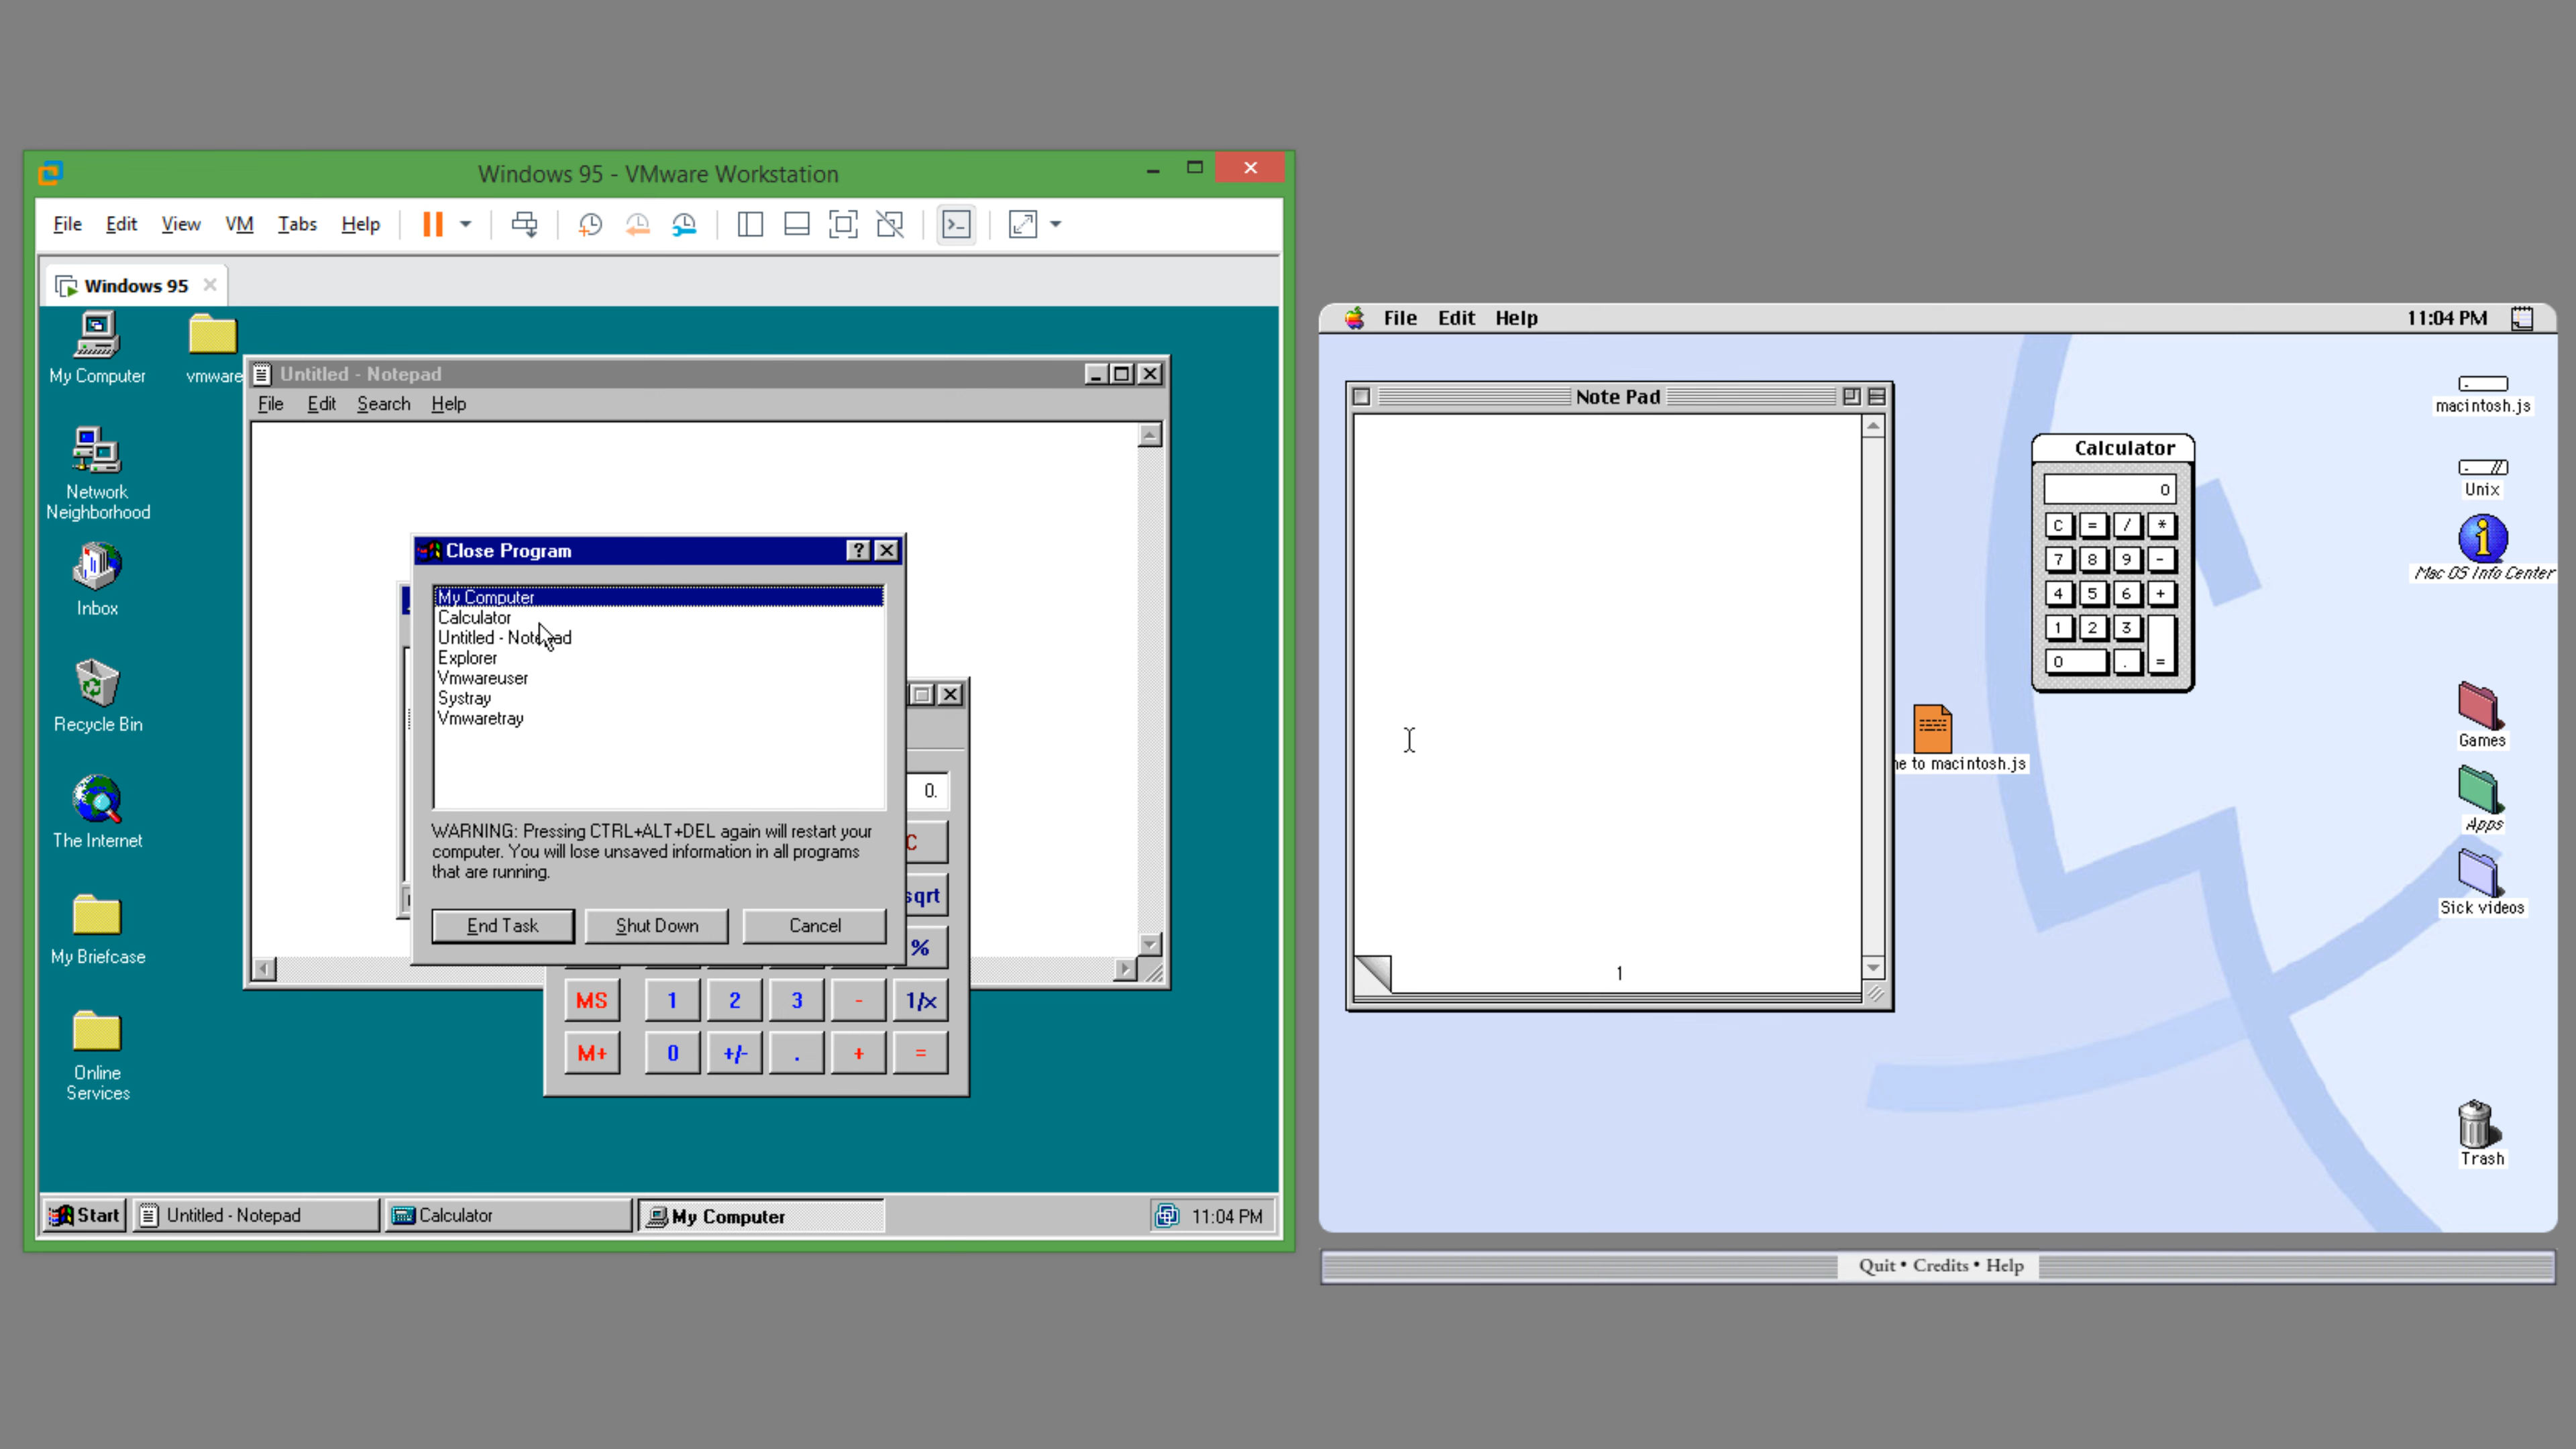 Windows 95 - VMware Workstation
File Edit View VM Tabs Help
Windows 95
My Computer
vmware
Network
Neighborhood
Inbox
Recycle Bin
The Internet
My Briefcase
Online
Services
Untitled - Notepad
File Edit Search Help
Close Program
My Computer
Calculator
Untitled - Notepad
Explorer
Vmwareuser
Systray
Vmwaretray
WARNING: Pressing CTRL+ALT+DEL again will restart your
computer. You will lose unsaved information in all programs
that are running.
End Task Shut Down Cancel
0.
C
sqrt
%
MS 1 2 3 - 1/x
M+ 0 +/- . + =
Start Untitled - Notepad Calculator My Computer 11:04 PM
File Edit Help 11:04 PM
Note Pad
1
Calculator
0
C = / *
7 8 9 -
4 5 6 +
1 2 3
0 . =
ne to macintosh.js
macintosh.js
Unix
Mac OS Info Center
Games
Apps
Sick videos
Trash
Quit • Credits • Help